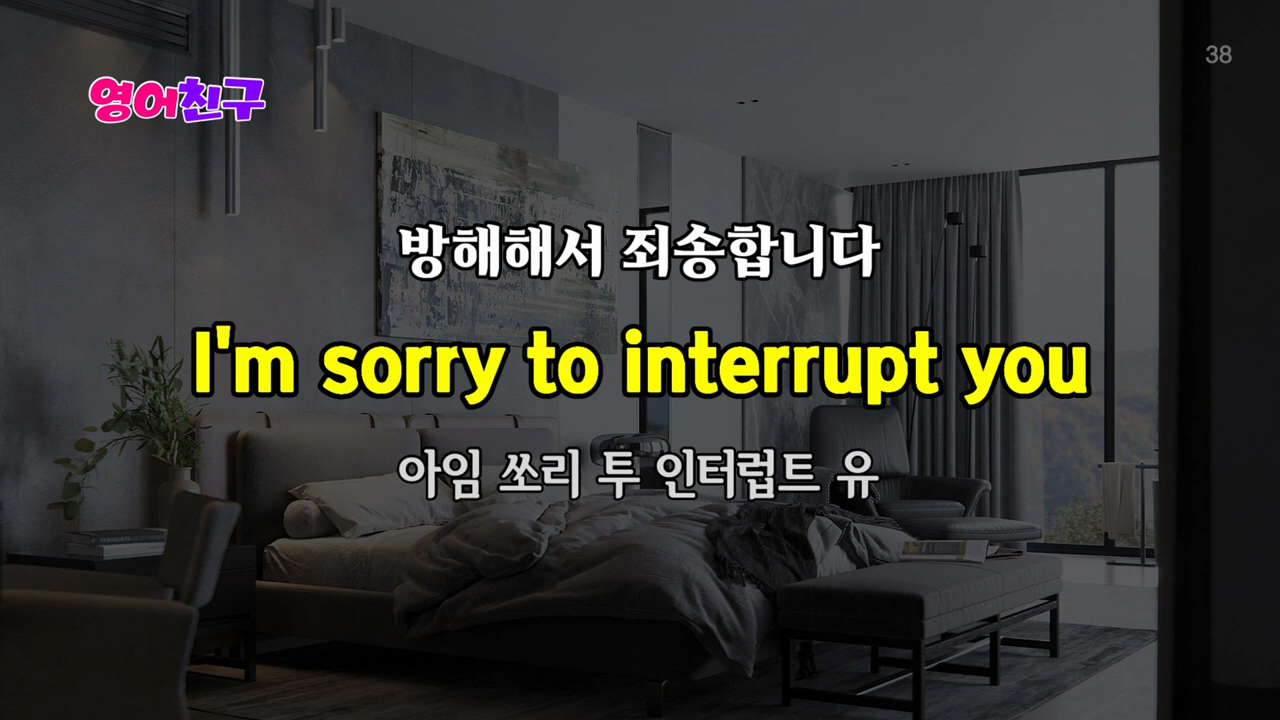 영어친구
38
방해해서 죄송합니다
I'm sorry to interrupt you
아임 쏘리 투 인터럽트 유